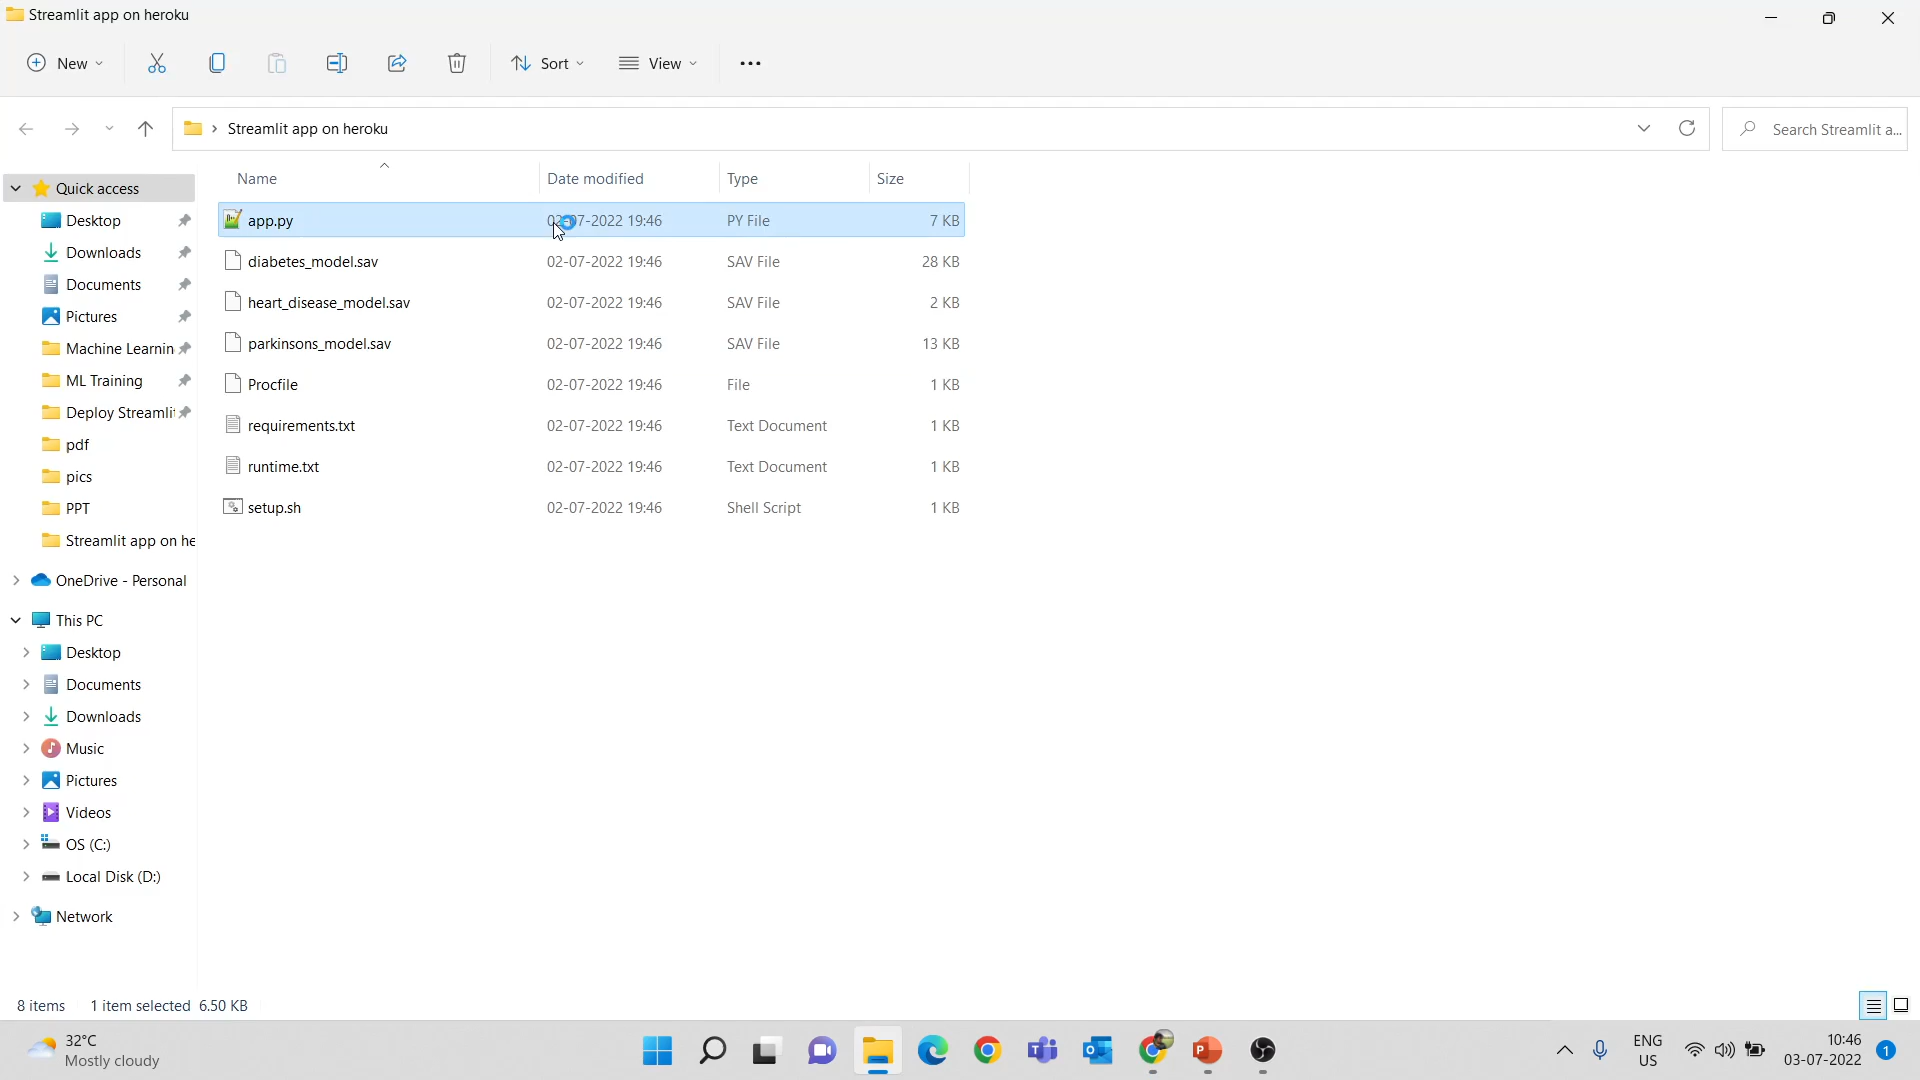 Streamlit app on heroku
New
Sort
View
Streamlit app on heroku
Search Streamlit a...
Name Date modified Type Size
Quick access
Desktop
Downloads
Documents
Pictures
Machine Learnin
ML Training
Deploy Streamlit
pdf
pics
PPT
Streamlit app on he
OneDrive - Personal
This PC
Desktop
Documents
Downloads
Music
Pictures
Videos
OS (C:)
Local Disk (D:)
Network
app.py 02-07-2022 19:46 PY File 7 KB
diabetes_model.sav 02-07-2022 19:46 SAV File 28 KB
heart_disease_model.sav 02-07-2022 19:46 SAV File 2 KB
parkinsons_model.sav 02-07-2022 19:46 SAV File 13 KB
Procfile 02-07-2022 19:46 File 1 KB
requirements.txt 02-07-2022 19:46 Text Document 1 KB
runtime.txt 02-07-2022 19:46 Text Document 1 KB
setup.sh 02-07-2022 19:46 Shell Script 1 KB
8 items 1 item selected 6.50 KB
32°C
Mostly cloudy
ENG
US
10:46
03-07-2022
1